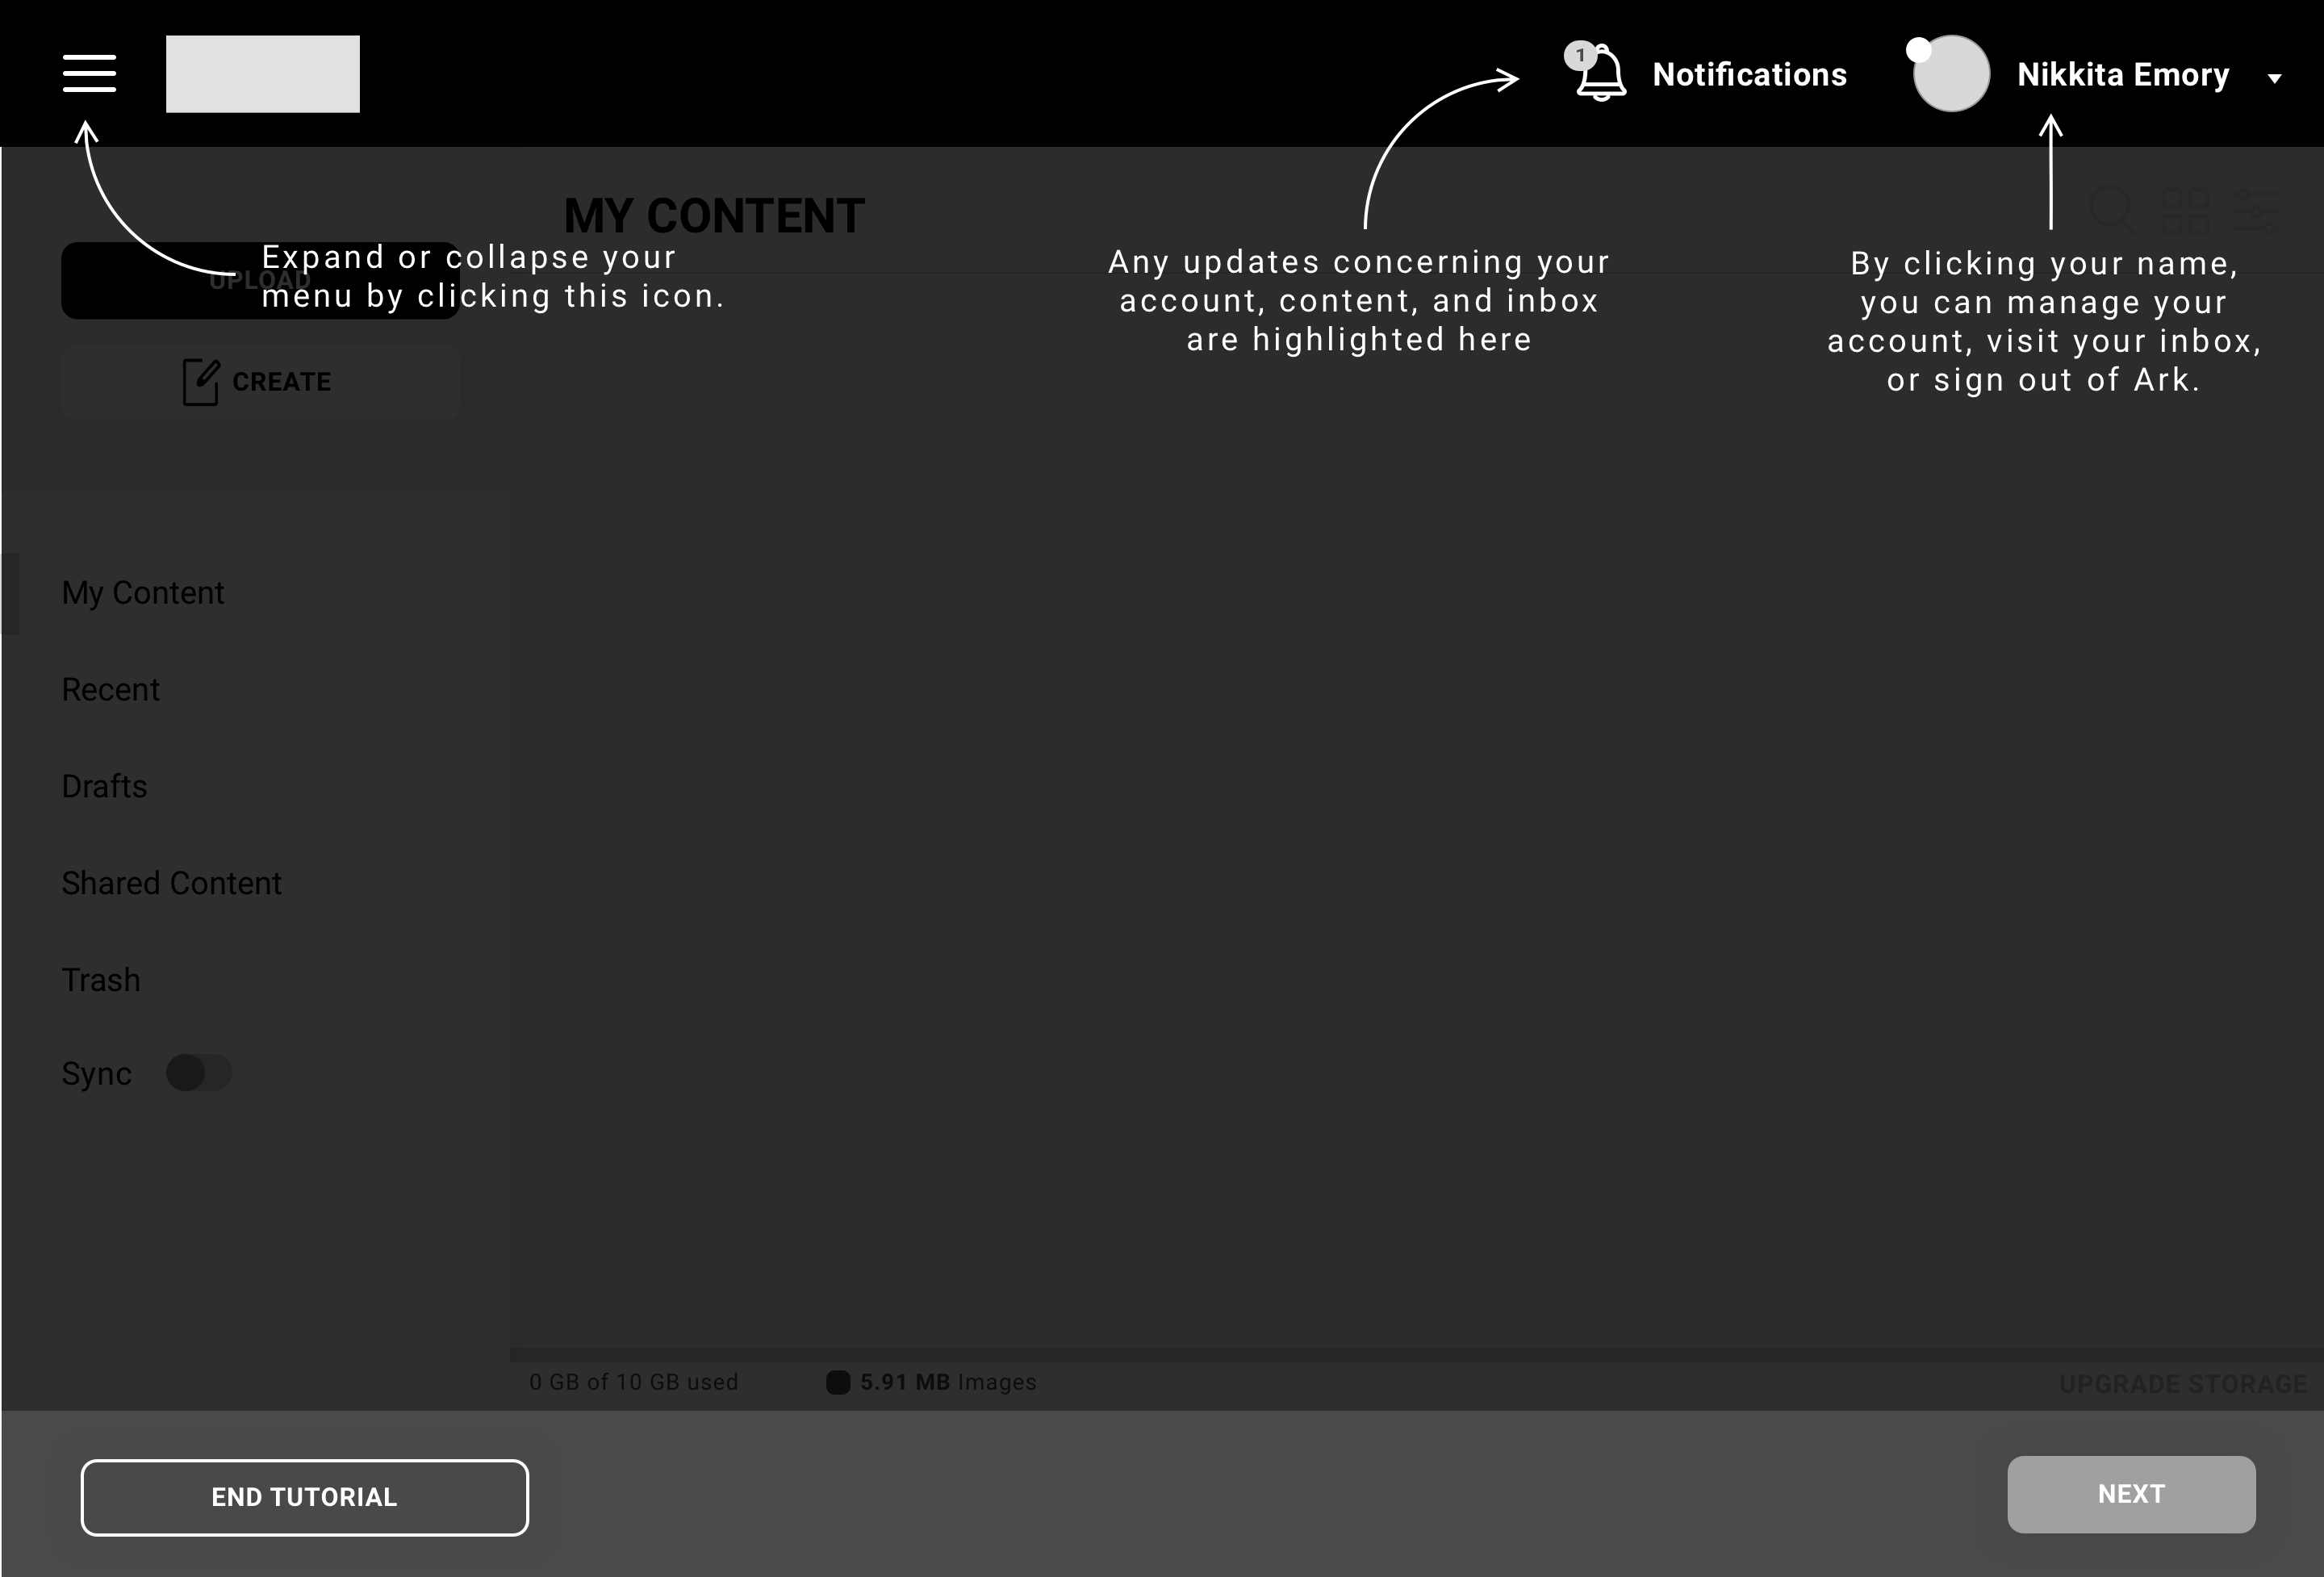 1
Notifications
Nikkita Emory
MY CONTENT
UPLOAD
Expand or collapse your
menu by clicking this icon.
Any updates concerning your
account, content, and inbox
are highlighted here
By clicking your name,
you can manage your
account, visit your inbox,
or sign out of Ark.
CREATE
My Content
Recent
Drafts
Shared Content
Trash
Sync
0 GB of 10 GB used
5.91 MB Images
UPGRADE STORAGE
END TUTORIAL
NEXT